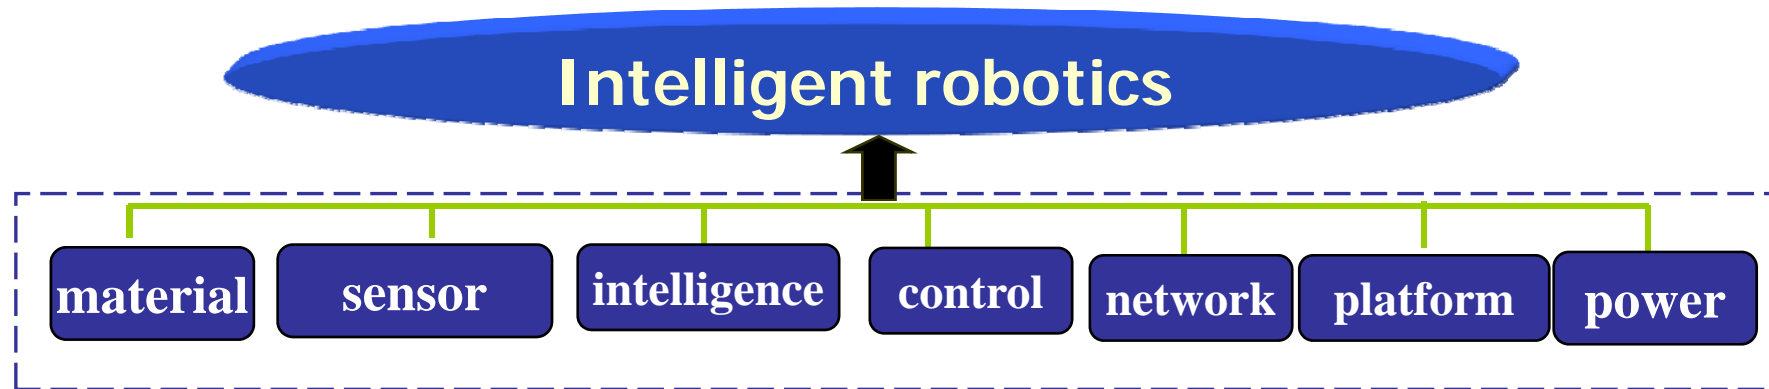 Intelligent robotics
material sensor intelligence control network platform power